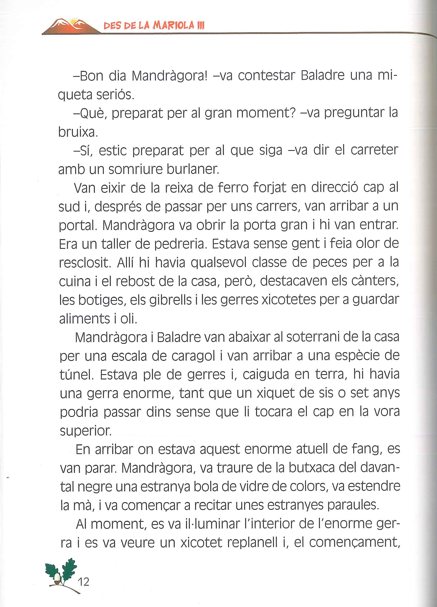 DES DE LA MARIOLA III
–Bon dia Mandràgora! –va contestar Baladre una mi-
queta seriós.
–Què, preparat per al gran moment? –va preguntar la
bruixa.
–Sí, estic preparat per al que siga –va dir el carreter
amb un somriure burlaner.
Van eixir de la reixa de ferro forjat en direcció cap al
sud i, després de passar per uns carrers, van arribar a un
portal. Mandràgora va obrir la porta gran i hi van entrar.
Era un taller de pedreria. Estava sense gent i feia olor de
resclosit. Allí hi havia qualsevol classe de peces per a la
cuina i el rebost de la casa, però, destacaven els cànters,
les botiges, els gibrells i les gerres xicotetes per a guardar
aliments i oli.
Mandràgora i Baladre van abaixar al soterrani de la casa
per una escala de caragol i van arribar a una espècie de
túnel. Estava ple de gerres i, caiguda en terra, hi havia
una gerra enorme, tant que un xiquet de sis o set anys
podria passar dins sense que li tocara el cap en la vora
superior.
En arribar on estava aquest enorme atuell de fang, es
van parar. Mandràgora, va traure de la butxaca del davan-
tal negre una estranya bola de vidre de colors, va estendre
la mà, i va començar a recitar unes estranyes paraules.
Al moment, es va il·luminar l'interior de l'enorme ger-
ra i es va veure un xicotet replanell i, el començament,
12